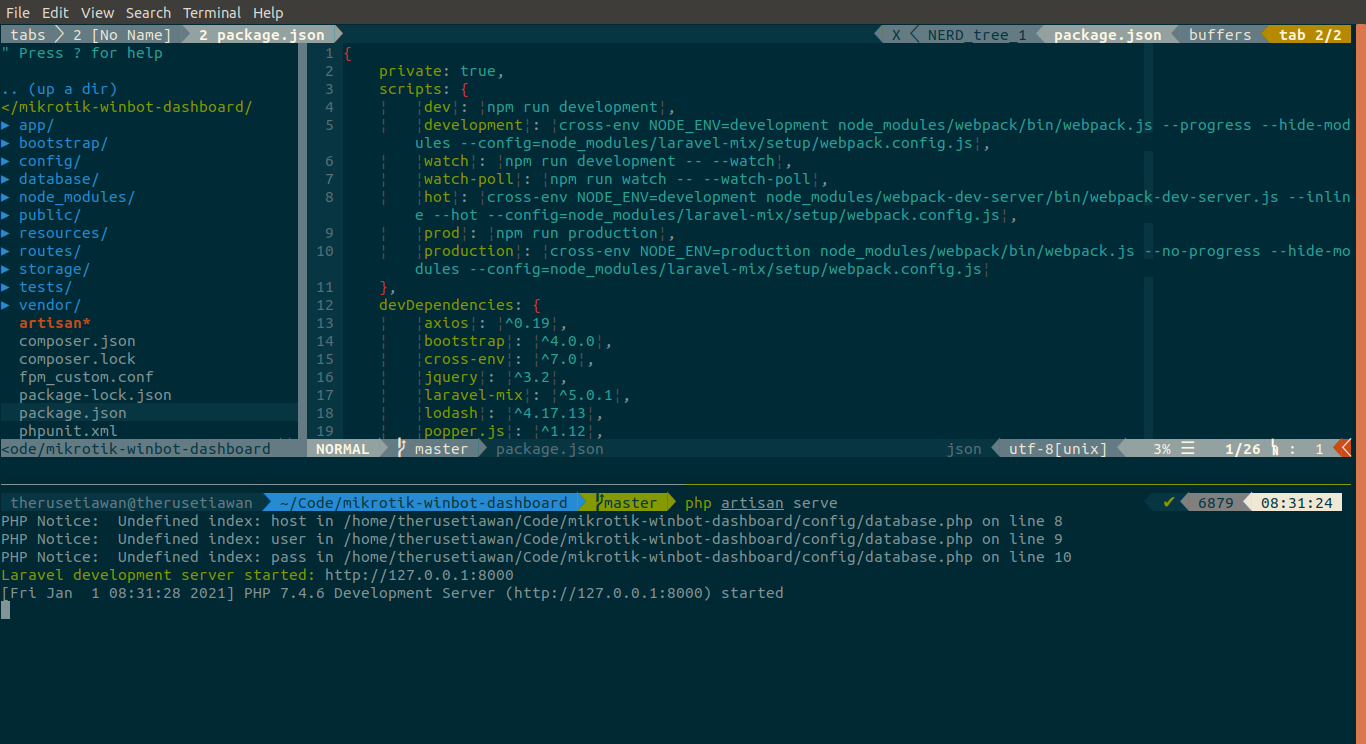 File Edit View Search Terminal Help
tabs 2 [No Name] 2 package.json X NERD_tree_1 package.json buffers tab 2/2
" Press ? for help
.. (up a dir)
</mikrotik-winbot-dashboard/
▶ app/
▶ bootstrap/
▶ config/
▶ database/
▶ node_modules/
▶ public/
▶ resources/
▶ routes/
▶ storage/
▶ tests/
▶ vendor/
artisan*
composer.json
composer.lock
fpm_custom.conf
package-lock.json
package.json
phpunit.xml
<ode/mikrotik-winbot-dashboard
1 {
2 private: true,
3 scripts: {
4 ¦ ¦dev¦: ¦npm run development¦,
5 ¦ ¦development¦: ¦cross-env NODE_ENV=development node_modules/webpack/bin/webpack.js --progress --hide-mod
ules --config=node_modules/laravel-mix/setup/webpack.config.js¦,
6 ¦ ¦watch¦: ¦npm run development -- --watch¦,
7 ¦ ¦watch-poll¦: ¦npm run watch -- --watch-poll¦,
8 ¦ ¦hot¦: ¦cross-env NODE_ENV=development node_modules/webpack-dev-server/bin/webpack-dev-server.js --inlin
e --hot --config=node_modules/laravel-mix/setup/webpack.config.js¦,
9 ¦ ¦prod¦: ¦npm run production¦,
10 ¦ ¦production¦: ¦cross-env NODE_ENV=production node_modules/webpack/bin/webpack.js --no-progress --hide-mo
dules --config=node_modules/laravel-mix/setup/webpack.config.js¦
11 },
12 devDependencies: {
13 ¦ ¦axios¦: ¦^0.19¦,
14 ¦ ¦bootstrap¦: ¦^4.0.0¦,
15 ¦ ¦cross-env¦: ¦^7.0¦,
16 ¦ ¦jquery¦: ¦^3.2¦,
17 ¦ ¦laravel-mix¦: ¦^5.0.1¦,
18 ¦ ¦lodash¦: ¦^4.17.13¦,
19 ¦ ¦popper.js¦: ¦^1.12¦,
NORMAL master package.json json utf-8[unix] 3% ☰ 1/26 : 1
therusetiawan@therusetiawan ~/Code/mikrotik-winbot-dashboard master php artisan serve ✔ 6879 08:31:24
PHP Notice:  Undefined index: host in /home/therusetiawan/Code/mikrotik-winbot-dashboard/config/database.php on line 8
PHP Notice:  Undefined index: user in /home/therusetiawan/Code/mikrotik-winbot-dashboard/config/database.php on line 9
PHP Notice:  Undefined index: pass in /home/therusetiawan/Code/mikrotik-winbot-dashboard/config/database.php on line 10
Laravel development server started: http://127.0.0.1:8000
[Fri Jan  1 08:31:28 2021] PHP 7.4.6 Development Server (http://127.0.0.1:8000) started